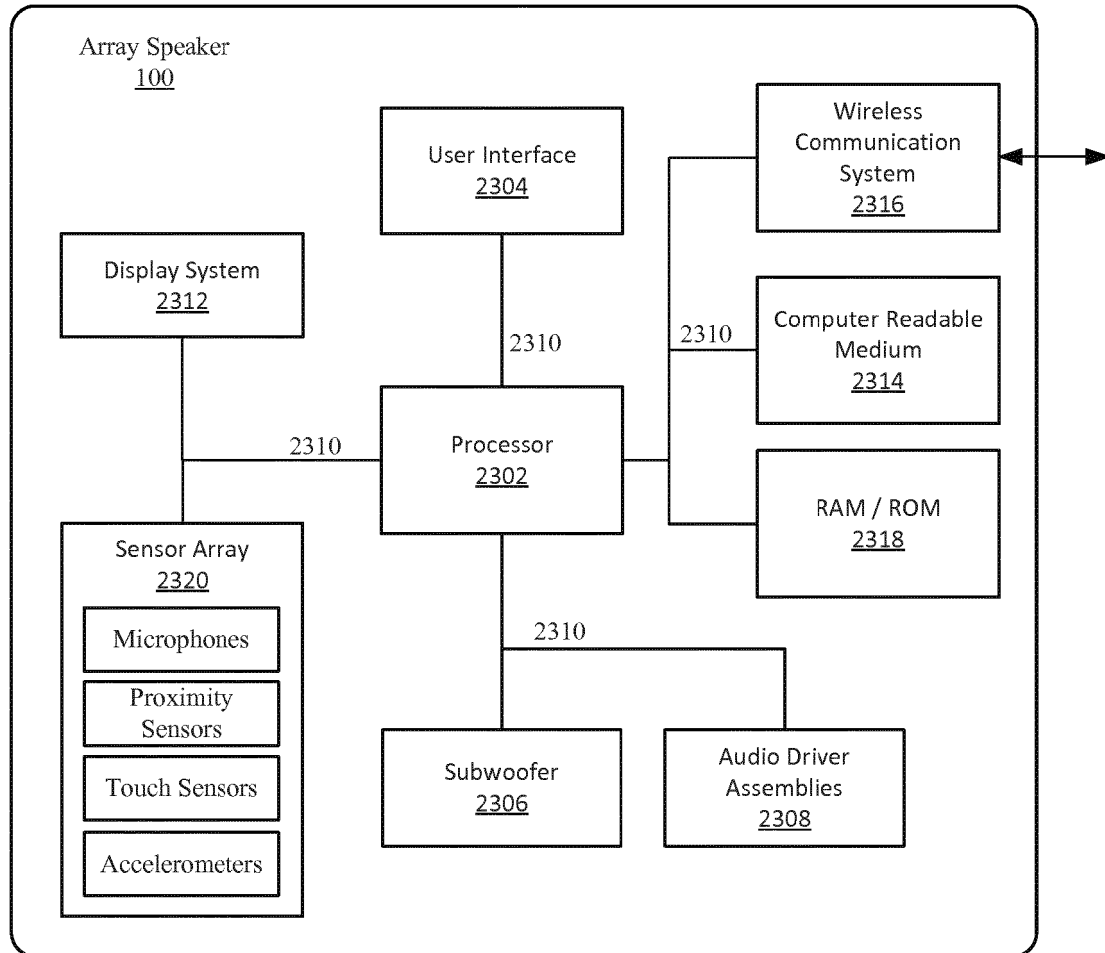 Array Speaker
100
User Interface
2304
Wireless
Communication
System
2316
Display System
2312
2310
Computer Readable
Medium
2314
2310
2310
Processor
2302
RAM / ROM
2318
Sensor Array
2320
Microphones
Proximity
Sensors
Touch Sensors
Accelerometers
2310
Subwoofer
2306
Audio Driver
Assemblies
2308